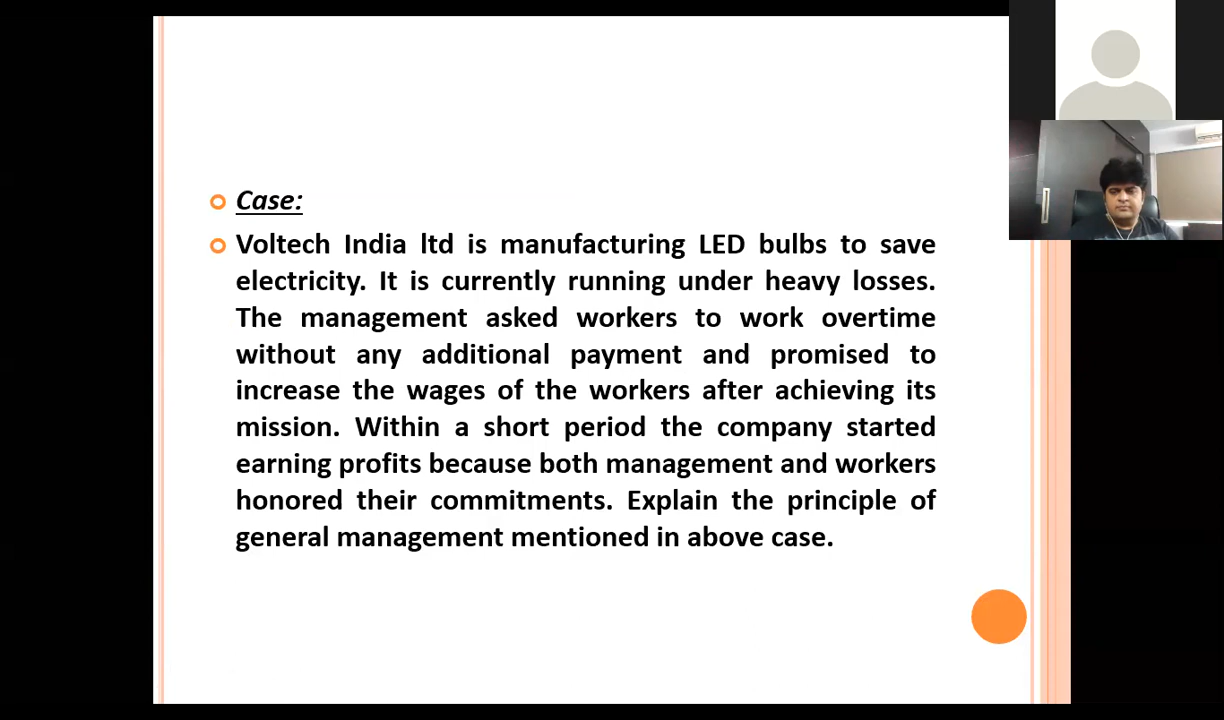 Case:
Voltech India ltd is manufacturing LED bulbs to save
electricity. It is currently running under heavy losses.
The management asked workers to work overtime
without any additional payment and promised to
increase the wages of the workers after achieving its
mission. Within a short period the company started
earning profits because both management and workers
honored their commitments. Explain the principle of
general management mentioned in above case.